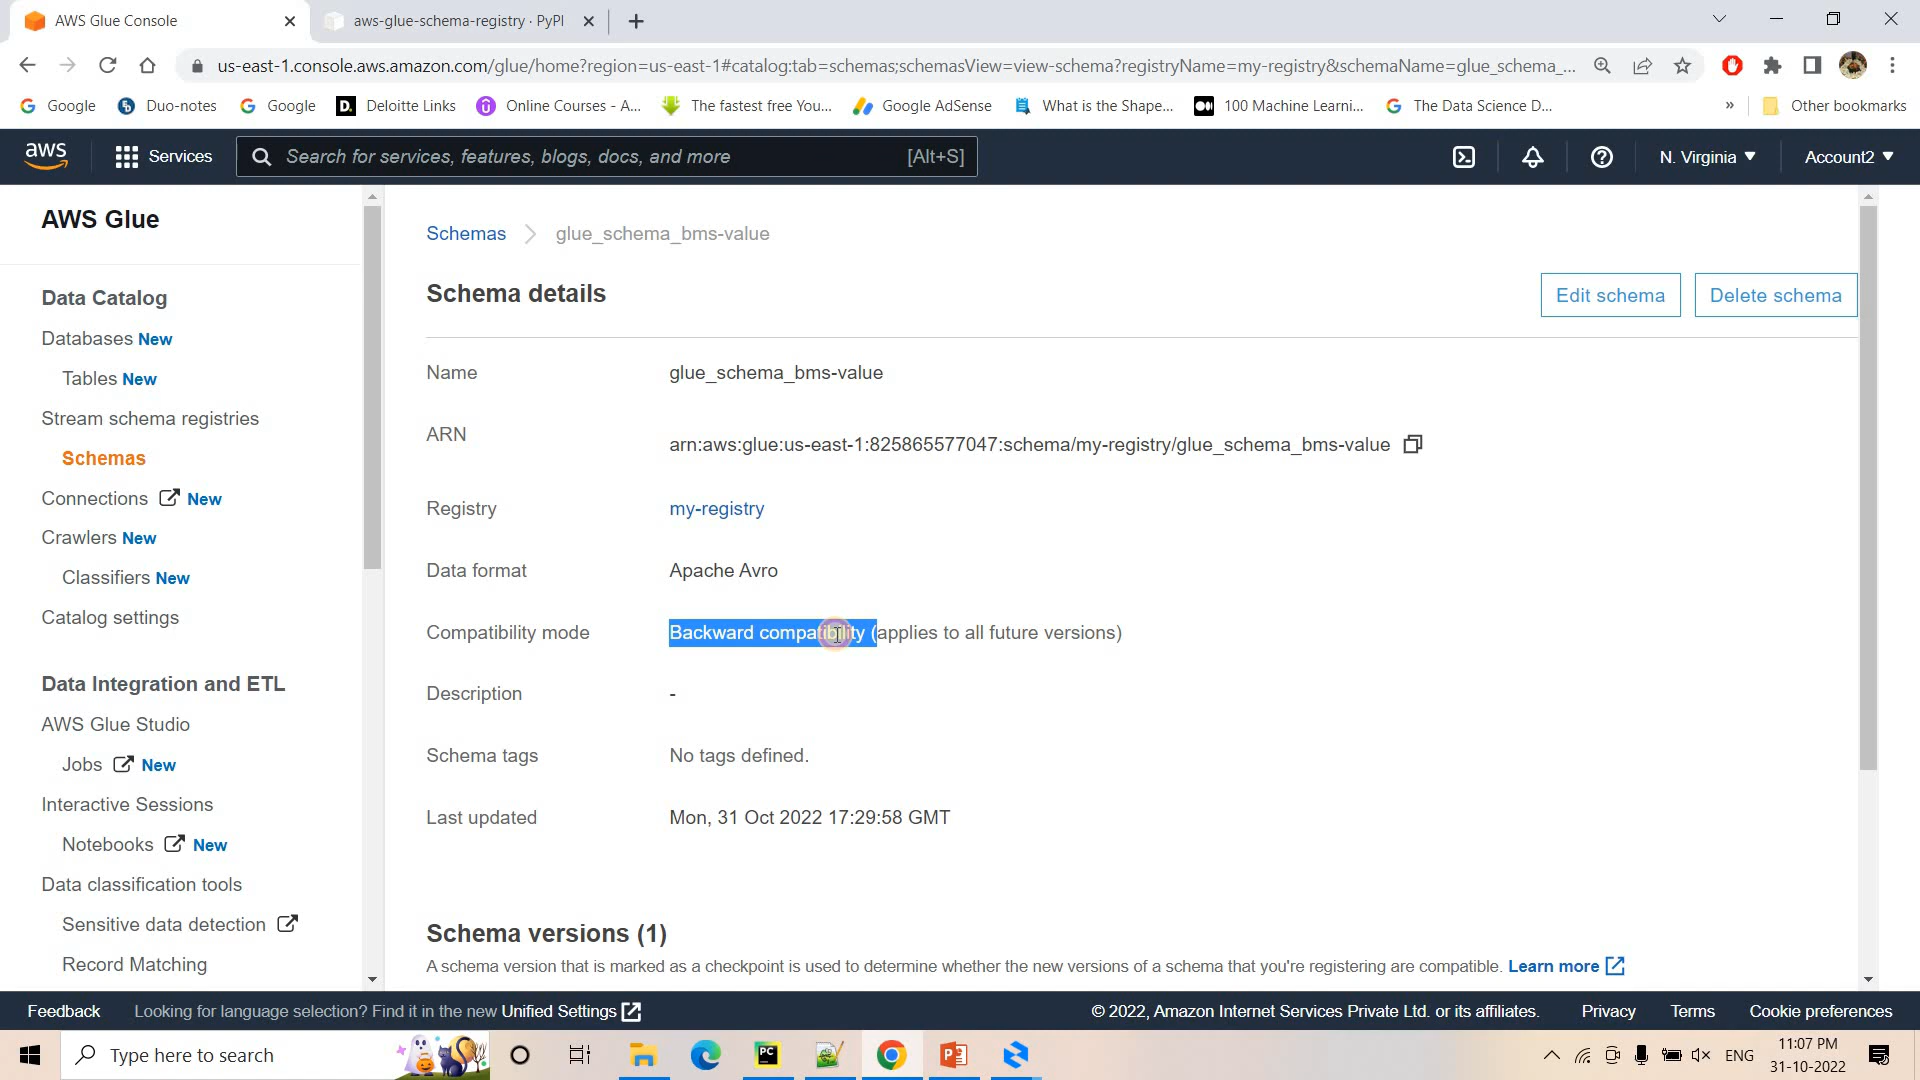 AWS Glue Console
aws-glue-schema-registry · PyPI
us-east-1.console.aws.amazon.com/glue/home?region=us-east-1#catalog:tab=schemas;schemasView=view-schema?registryName=my-registry&schemaName=glue_schema_...
Google
Duo-notes
Google
Deloitte Links
Online Courses - A...
The fastest free You...
Google AdSense
What is the Shape...
100 Machine Learni...
The Data Science D...
»
Other bookmarks
aws
Services
Search for services, features, blogs, docs, and more
[Alt+S]
N. Virginia
Account2
AWS Glue
Data Catalog
Databases New
Tables New
Stream schema registries
Schemas
Connections New
Crawlers New
Classifiers New
Catalog settings
Data Integration and ETL
AWS Glue Studio
Jobs New
Interactive Sessions
Notebooks New
Data classification tools
Sensitive data detection
Record Matching
Schemas
glue_schema_bms-value
Schema details
Edit schema
Delete schema
Name
glue_schema_bms-value
ARN
arn:aws:glue:us-east-1:825865577047:schema/my-registry/glue_schema_bms-value
Registry
my-registry
Data format
Apache Avro
Compatibility mode
Backward compatibility (applies to all future versions)
Description
-
Schema tags
No tags defined.
Last updated
Mon, 31 Oct 2022 17:29:58 GMT
Schema versions (1)
A schema version that is marked as a checkpoint is used to determine whether the new versions of a schema that you're registering are compatible. Learn more
Feedback
Looking for language selection? Find it in the new Unified Settings
© 2022, Amazon Internet Services Private Ltd. or its affiliates.
Privacy
Terms
Cookie preferences
Type here to search
PC
ENG
11:07 PM
31-10-2022